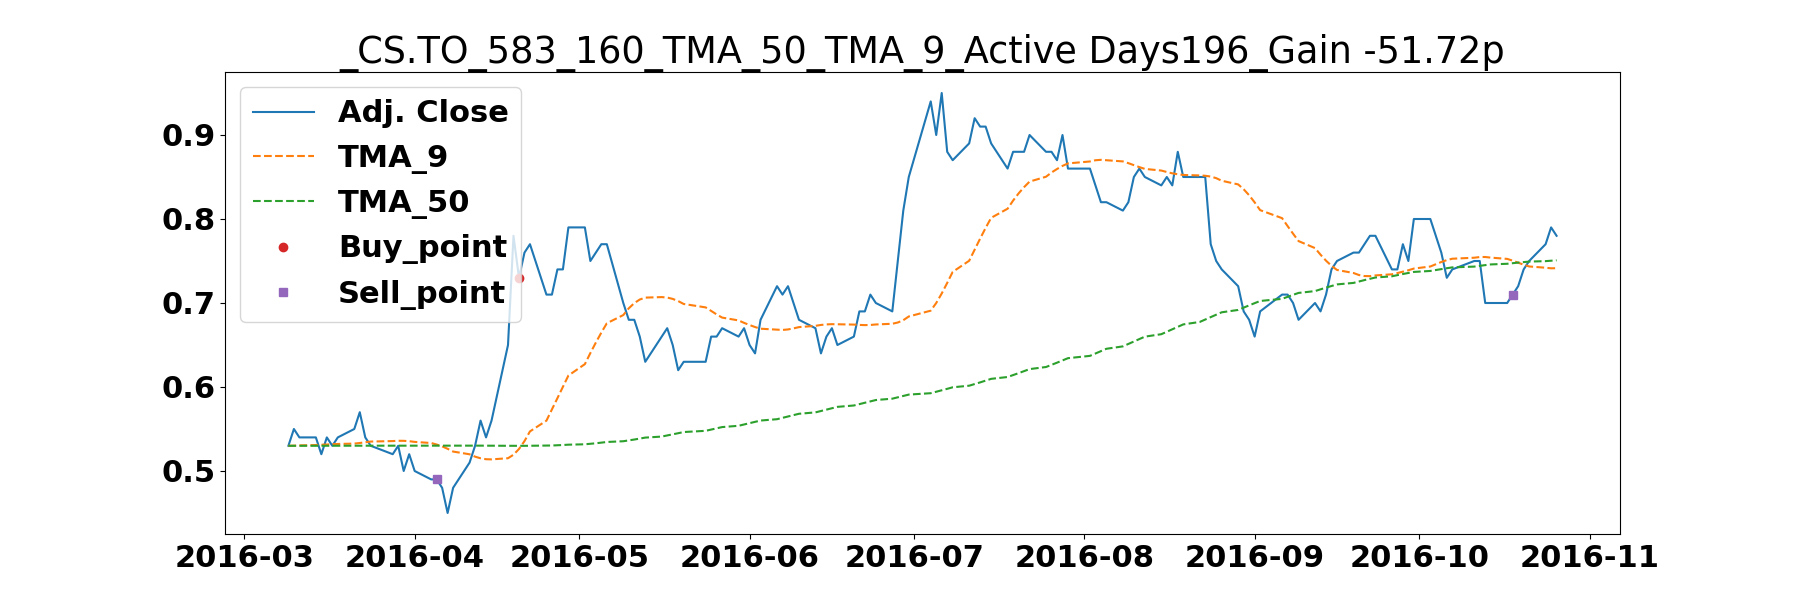 _CS.TO_583_160_TMA_50_TMA_9_Active Days196_Gain -51.72p
Adj. Close
TMA_9
TMA_50
Buy_point
Sell_point
0.9
0.8
0.7
0.6
0.5
2016-03 2016-04 2016-05 2016-06 2016-07 2016-08 2016-09 2016-10 2016-11